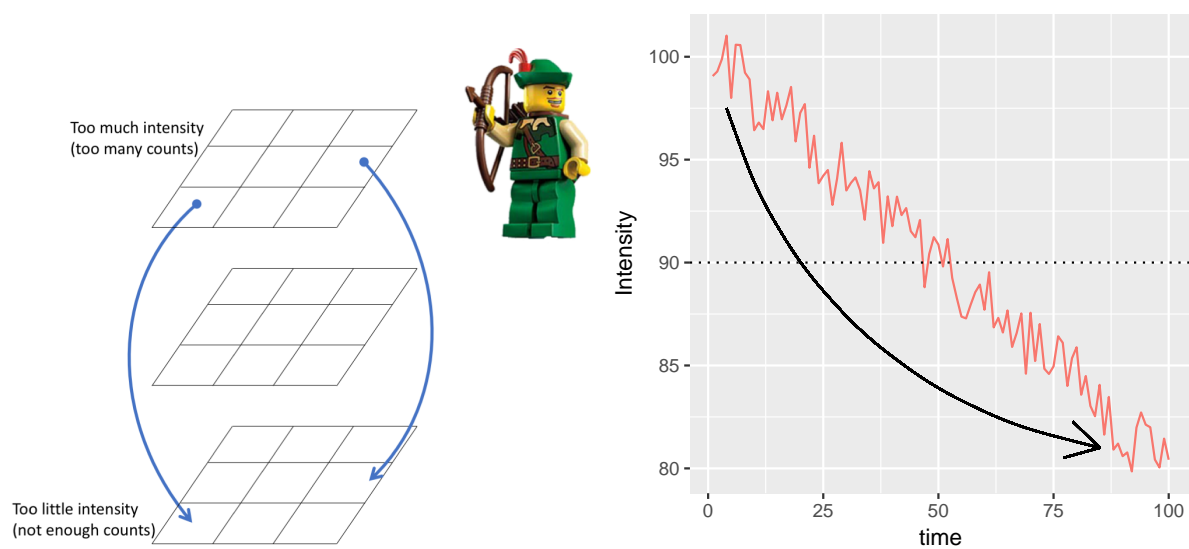 Too much intensity
(too many counts)
Too little intensity
(not enough counts)
Intensity
100
95
90
85
80
0
25
50
75
100
time